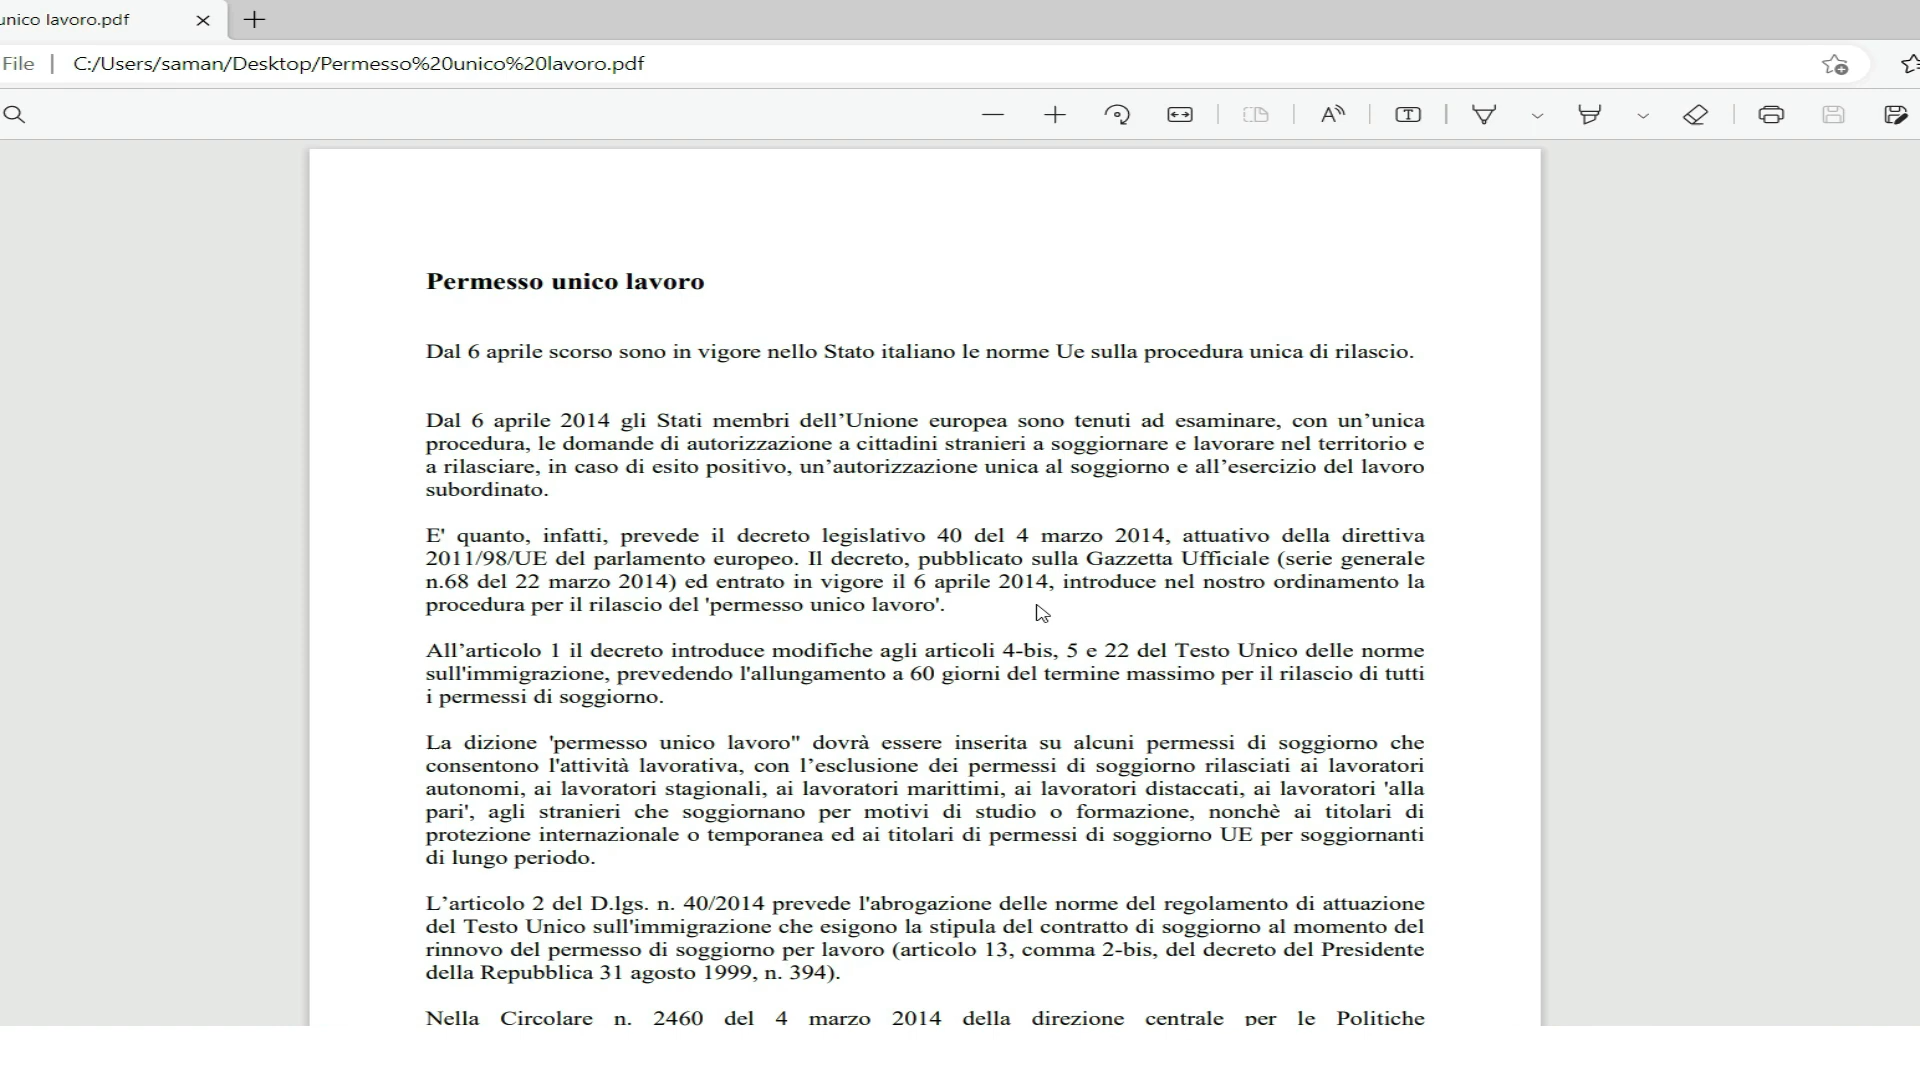 unico lavoro.pdf
File | C:/Users/saman/Desktop/Permesso%20unico%20lavoro.pdf
Permesso unico lavoro
Dal 6 aprile scorso sono in vigore nello Stato italiano le norme Ue sulla procedura unica di rilascio.
Dal 6 aprile 2014 gli Stati membri dell’Unione europea sono tenuti ad esaminare, con un’unica
procedura, le domande di autorizzazione a cittadini stranieri a soggiornare e lavorare nel territorio e
a rilasciare, in caso di esito positivo, un’autorizzazione unica al soggiorno e all’esercizio del lavoro
subordinato.
E' quanto, infatti, prevede il decreto legislativo 40 del 4 marzo 2014, attuativo della direttiva
2011/98/UE del parlamento europeo. Il decreto, pubblicato sulla Gazzetta Ufficiale (serie generale
n.68 del 22 marzo 2014) ed entrato in vigore il 6 aprile 2014, introduce nel nostro ordinamento la
procedura per il rilascio del 'permesso unico lavoro'.
All’articolo 1 il decreto introduce modifiche agli articoli 4-bis, 5 e 22 del Testo Unico delle norme
sull'immigrazione, prevedendo l'allungamento a 60 giorni del termine massimo per il rilascio di tutti
i permessi di soggiorno.
La dizione 'permesso unico lavoro" dovrà essere inserita su alcuni permessi di soggiorno che
consentono l'attività lavorativa, con l’esclusione dei permessi di soggiorno rilasciati ai lavoratori
autonomi, ai lavoratori stagionali, ai lavoratori marittimi, ai lavoratori distaccati, ai lavoratori 'alla
pari', agli stranieri che soggiornano per motivi di studio o formazione, nonchè ai titolari di
protezione internazionale o temporanea ed ai titolari di permessi di soggiorno UE per soggiornanti
di lungo periodo.
L’articolo 2 del D.lgs. n. 40/2014 prevede l'abrogazione delle norme del regolamento di attuazione
del Testo Unico sull'immigrazione che esigono la stipula del contratto di soggiorno al momento del
rinnovo del permesso di soggiorno per lavoro (articolo 13, comma 2-bis, del decreto del Presidente
della Repubblica 31 agosto 1999, n. 394).
Nella Circolare n. 2460 del 4 marzo 2014 della direzione centrale per le Politiche